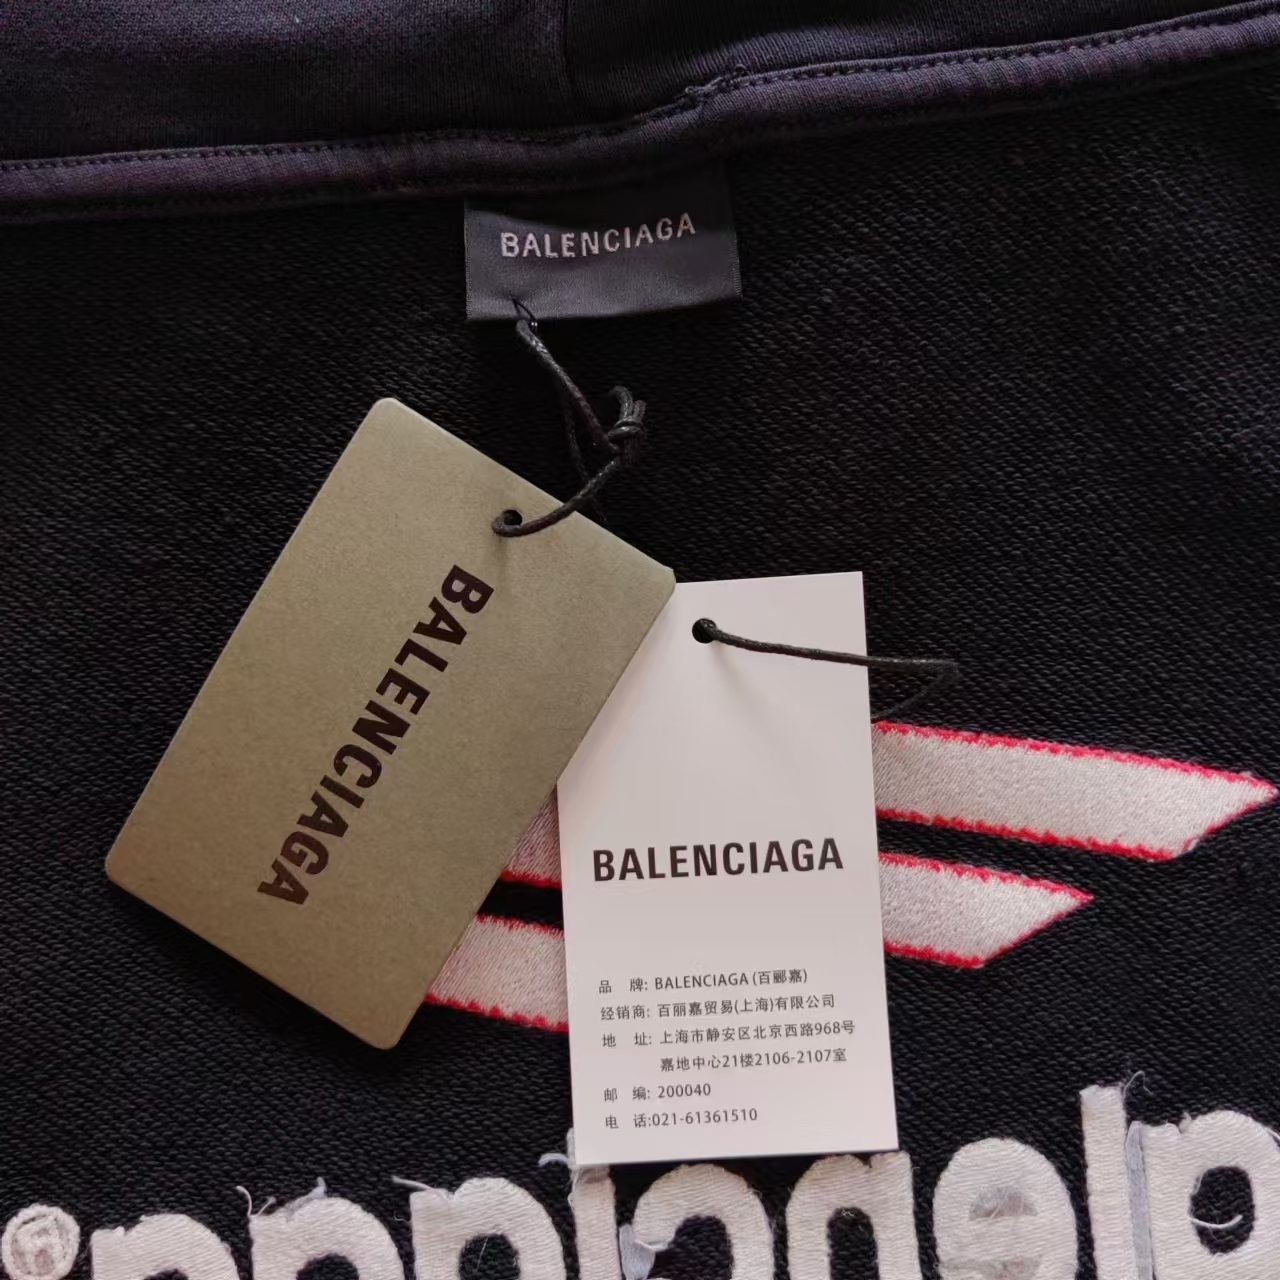 BALENCIAGA
BALENCIAGA
BALENCIAGA
品 牌: BALENCIAGA (百郦嘉)
经销商: 百丽嘉贸易(上海)有限公司
地 址: 上海市静安区北京西路968号
嘉地中心21楼2106-2107室
邮 编: 200040
电 话:021-61361510